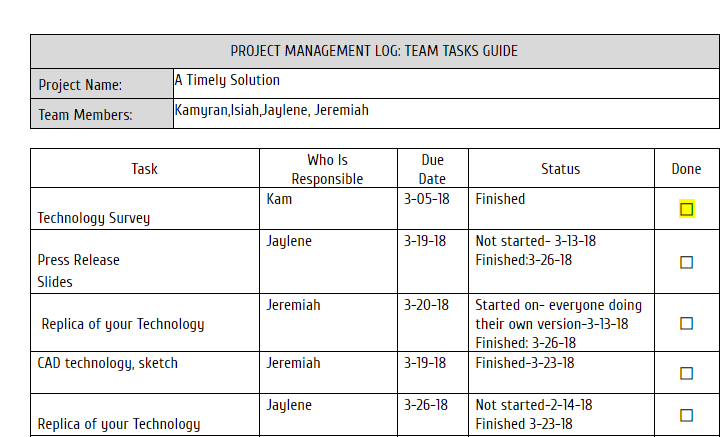 PROJECT MANAGEMENT LOG: TEAM TASKS GUIDE
Project Name: A Timely Solution
Team Members: Kamyran,Isiah,Jaylene, Jeremiah
Task Who Is Responsible Due Date Status Done
Technology Survey Kam 3-05-18 Finished ☐
Press Release Slides Jaylene 3-19-18 Not started- 3-13-18 Finished:3-26-18 ☐
Replica of your Technology Jeremiah 3-20-18 Started on- everyone doing their own version-3-13-18 Finished: 3-26-18 ☐
CAD technology, sketch Jeremiah 3-19-18 Finished-3-23-18 ☐
Replica of your Technology Jaylene 3-26-18 Not started-2-14-18 Finished 3-23-18 ☐